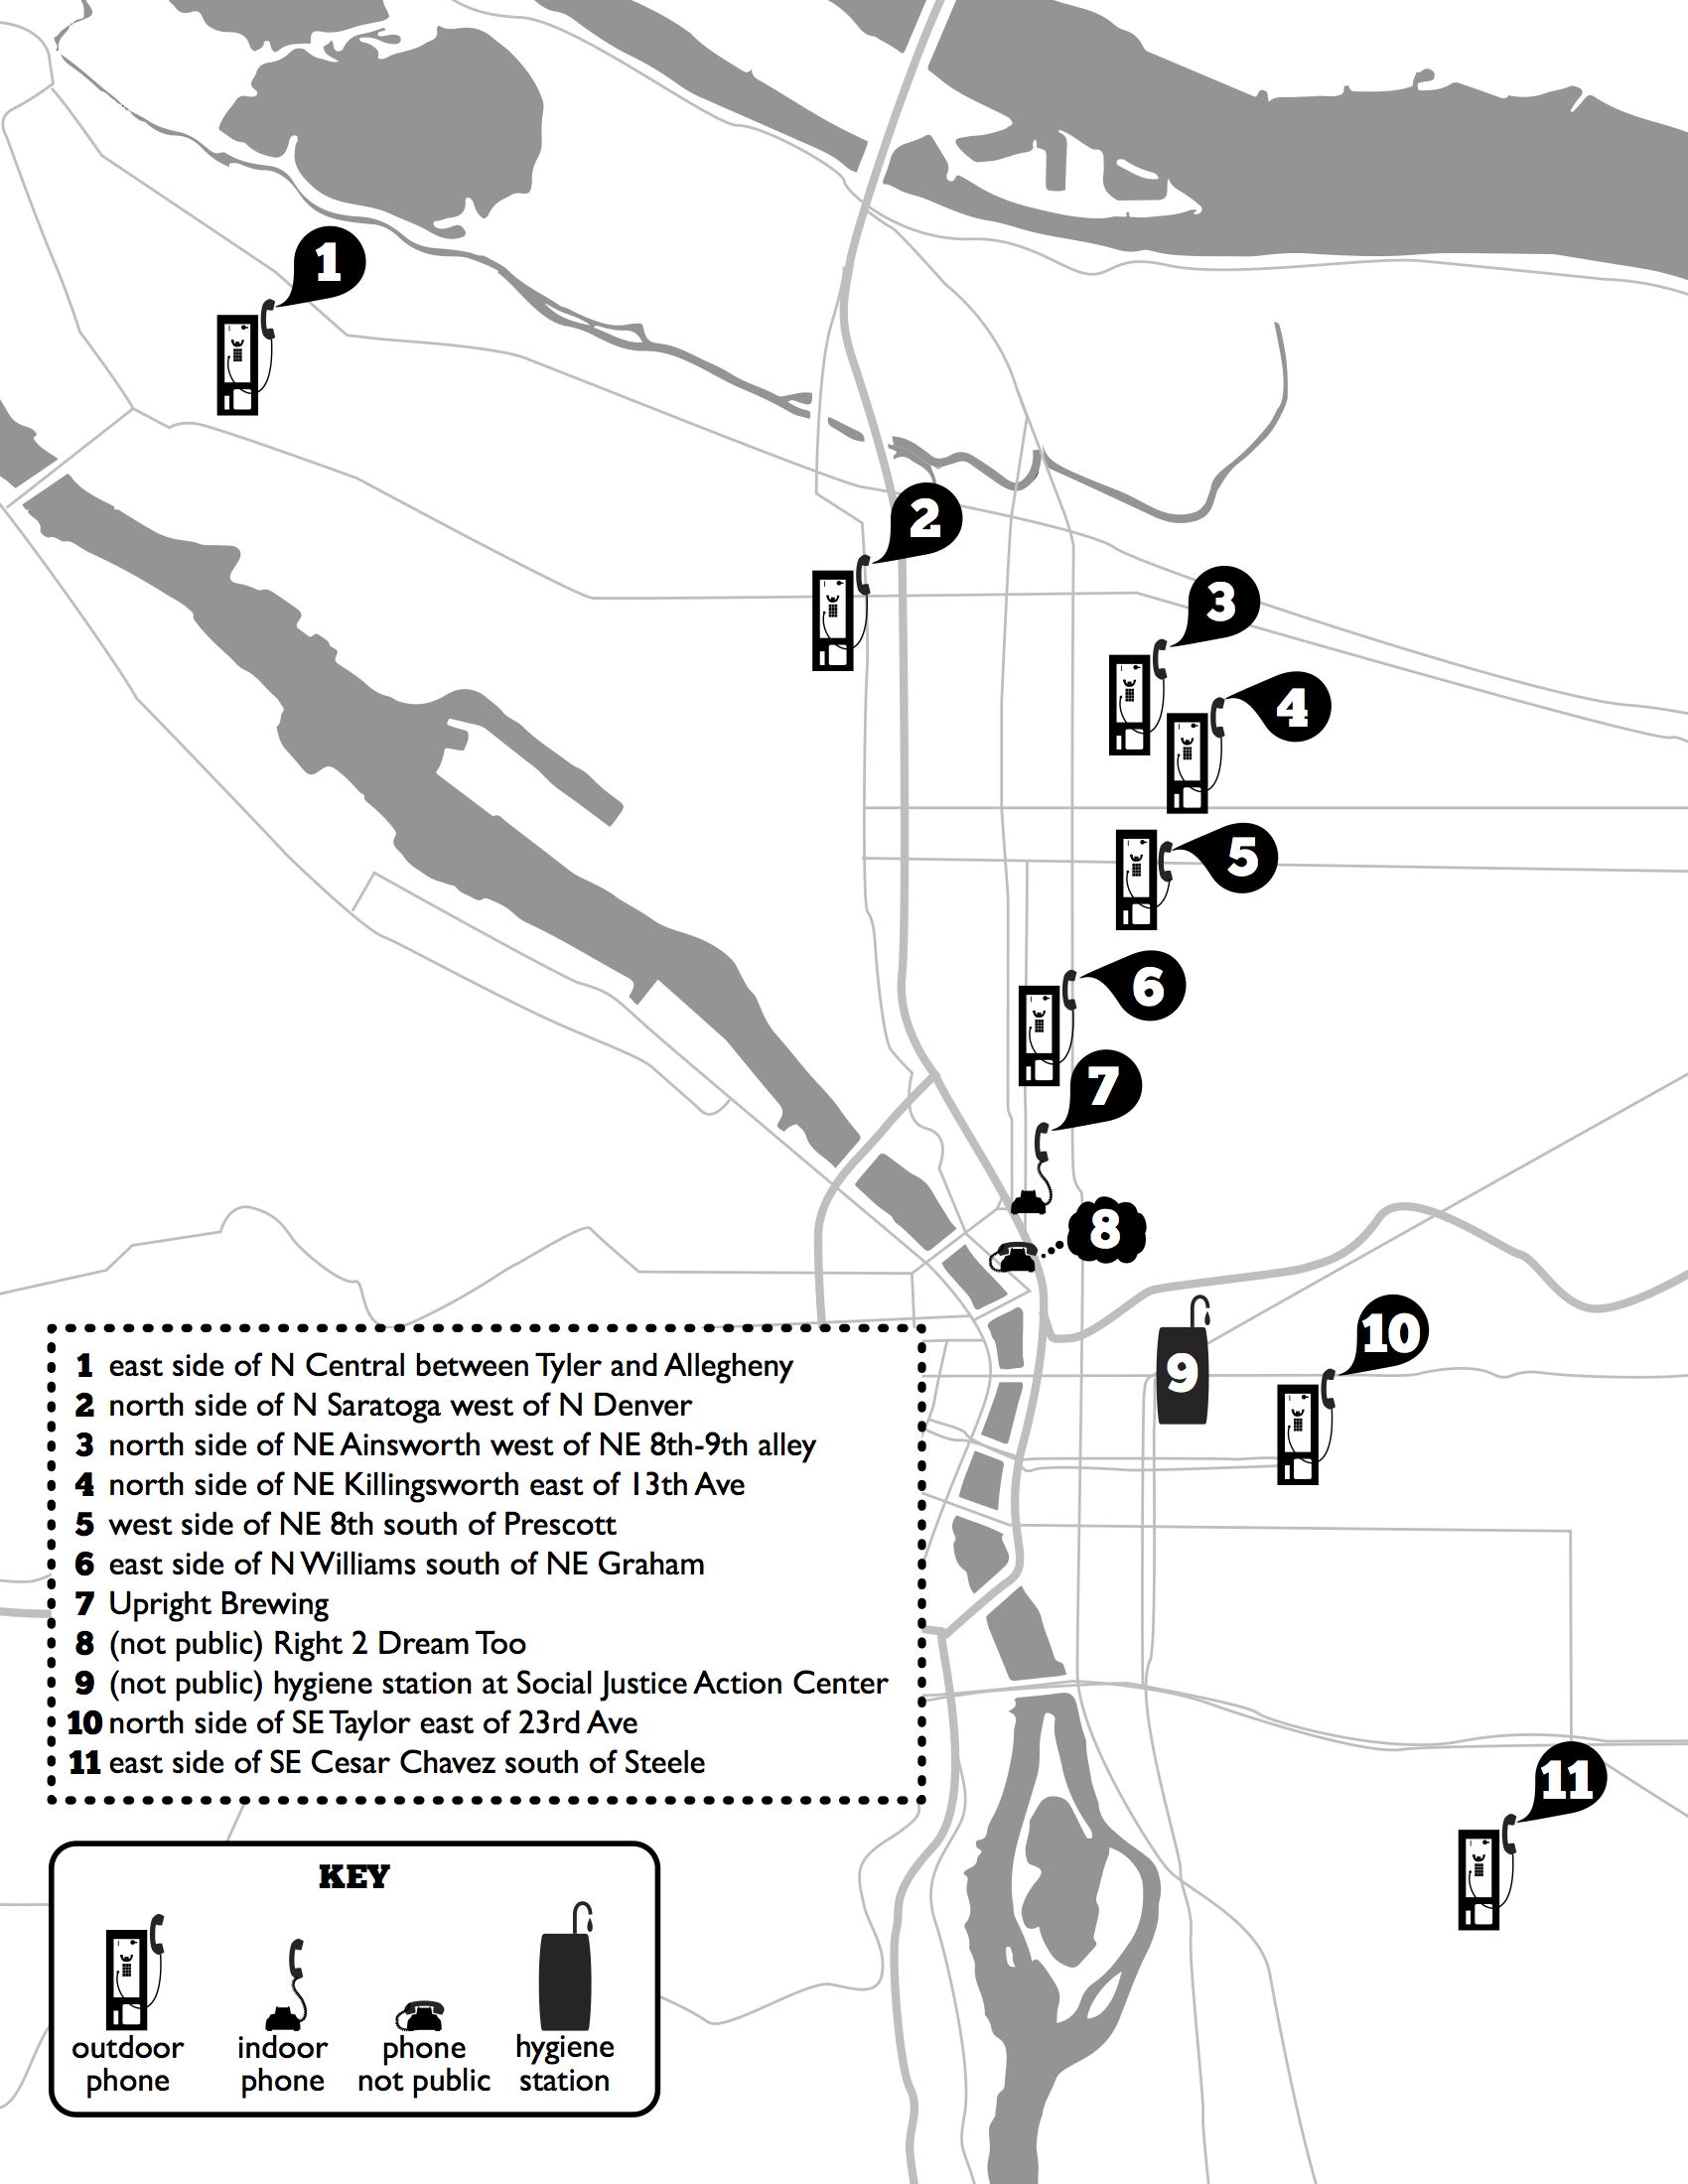 1
2
3
4
5
6
7
8
9
10
11
1 east side of N Central between Tyler and Allegheny
2 north side of N Saratoga west of N Denver
3 north side of NE Ainsworth west of NE 8th-9th alley
4 north side of NE Killingsworth east of 13th Ave
5 west side of NE 8th south of Prescott
6 east side of N Williams south of NE Graham
7 Upright Brewing
8 (not public) Right 2 Dream Too
9 (not public) hygiene station at Social Justice Action Center
10 north side of SE Taylor east of 23rd Ave
11 east side of SE Cesar Chavez south of Steele
KEY
outdoor phone
indoor phone
phone not public
hygiene station